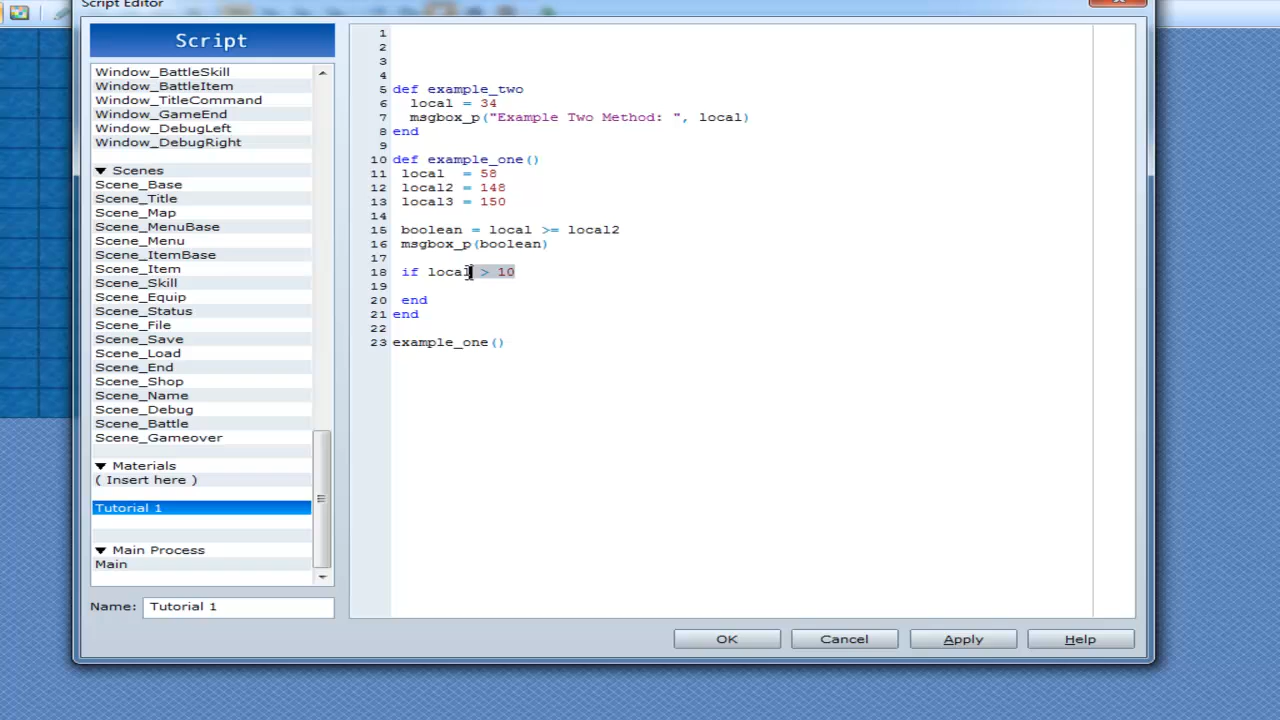 Script Editor
Script
Window_BattleSkill
Window_BattleItem
Window_TitleCommand
Window_GameEnd
Window_DebugLeft
Window_DebugRight
Scenes
Scene_Base
Scene_Title
Scene_Map
Scene_MenuBase
Scene_Menu
Scene_ItemBase
Scene_Item
Scene_Skill
Scene_Equip
Scene_Status
Scene_File
Scene_Save
Scene_Load
Scene_End
Scene_Shop
Scene_Name
Scene_Debug
Scene_Battle
Scene_Gameover
Materials
( Insert here )
Tutorial 1
Main Process
Main
Name: Tutorial 1
1
2
3
4
5 def example_two
6 local = 34
7 msgbox_p("Example Two Method: ", local)
8 end
9
10 def example_one()
11 local  = 58
12 local2 = 148
13 local3 = 150
14
15 boolean = local >= local2
16 msgbox_p(boolean)
17
18 if local > 10
19
20 end
21 end
22
23 example_one()
OK Cancel Apply Help